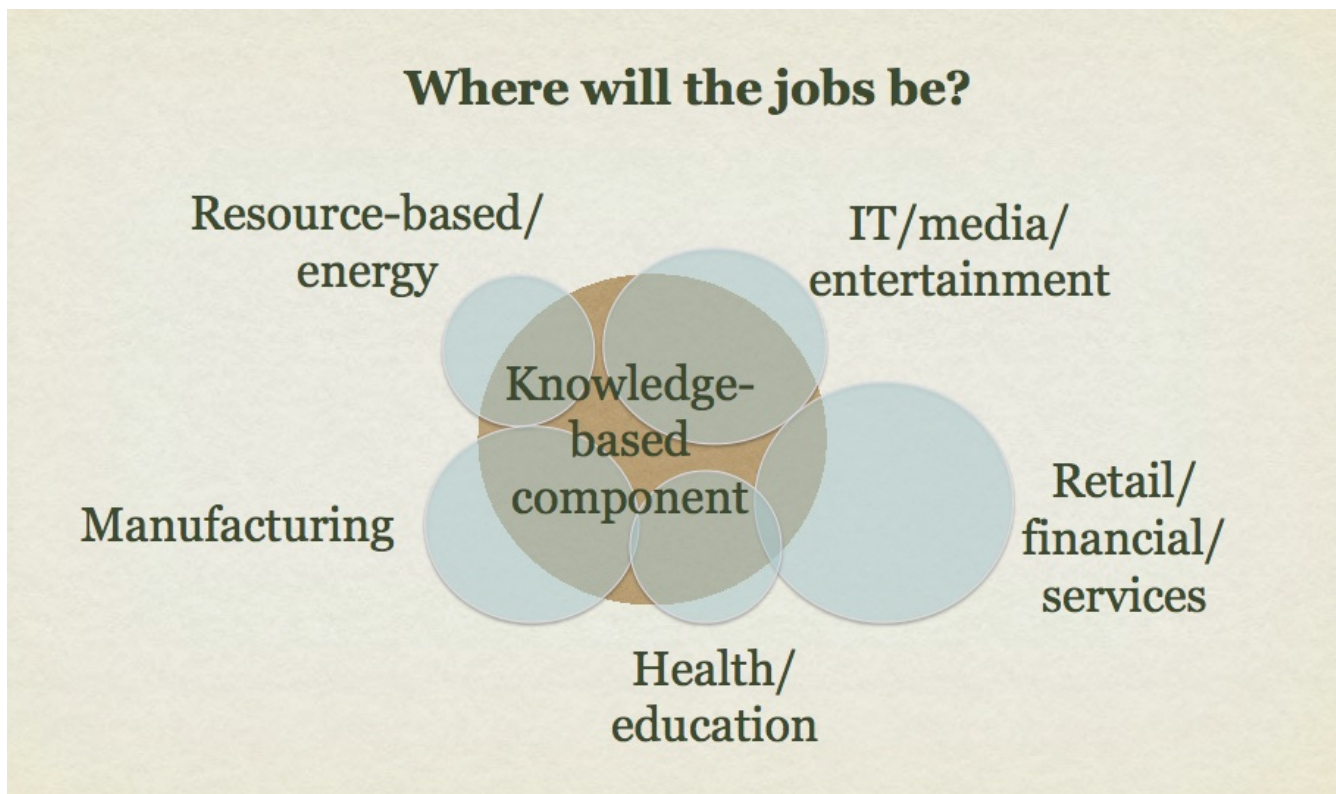 Where will the jobs be?
Resource-based/
energy
IT/media/
entertainment
Knowledge-
based
component
Manufacturing
Retail/
financial/
services
Health/
education